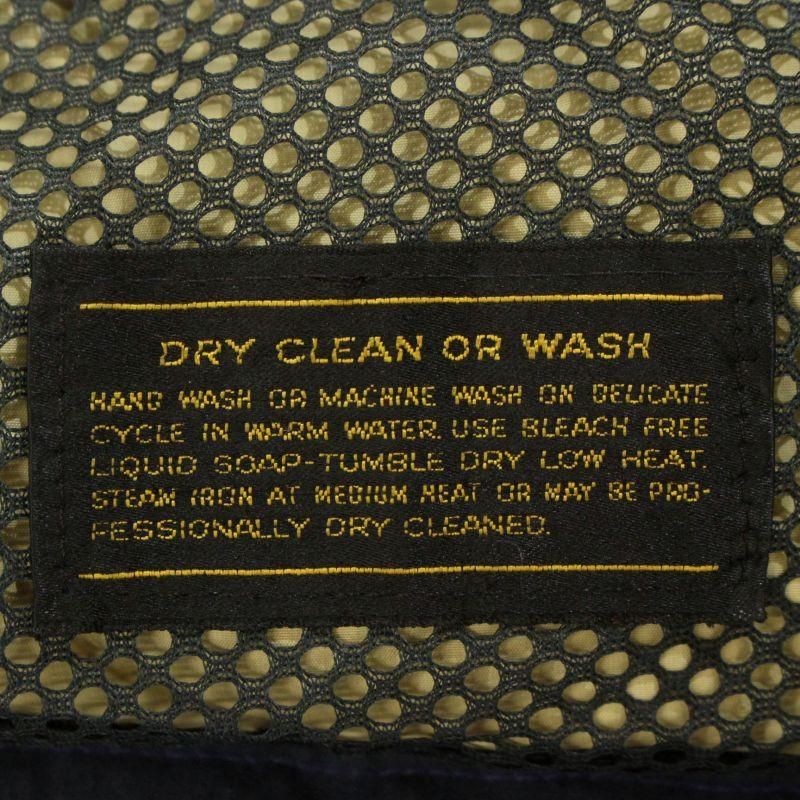 DRY CLEAN OR WASH
HAND WASH OR MACHINE WASH ON DELICATE
CYCLE IN WARM WATER. USE BLEACH FREE
LIQUID SOAP-TUMBLE DRY LOW HEAT.
STEAM IRON AT MEDIUM HEAT OR MAY BE PRO-
FESSIONALLY DRY CLEANED.